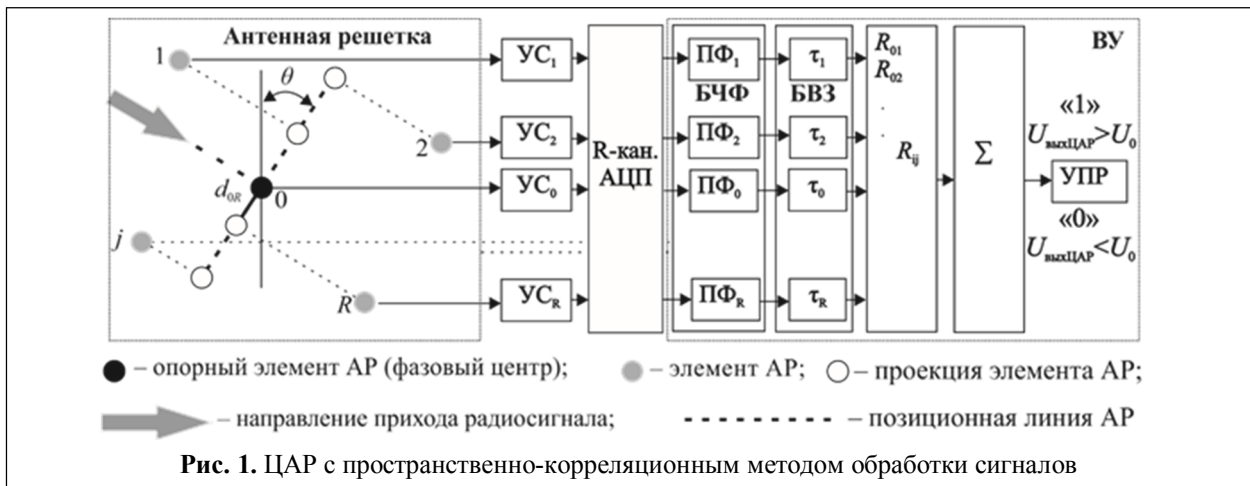 Антенная решетка
1
θ
2
d₀R
0
j
R
УС₁
УС₂
УС₀
УСR
R-кан.
АЦП
ПФ₁
БЧФ
ПФ₂
ПФ₀
ПФR
τ₁
БВЗ
τ₂
τ₀
τR
R₀₁
R₀₂
Rij
Σ
ВУ
«1»
UвыхЦАР>U₀
УПР
«0»
UвыхЦАР<U₀
– опорный элемент АР (фазовый центр); – элемент АР; – проекция элемента АР;
– направление прихода радиосигнала; – позиционная линия АР
Рис. 1. ЦАР с пространственно-корреляционным методом обработки сигналов